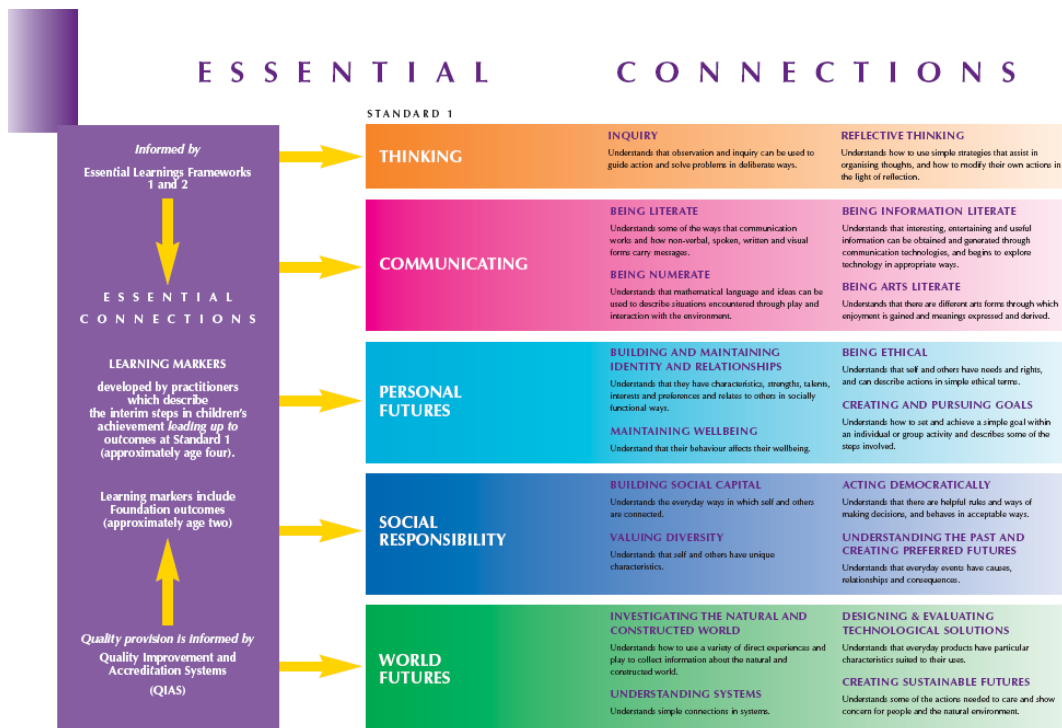 ESSENTIAL CONNECTIONS
STANDARD 1
Informed by
Essential Learnings Frameworks
1 and 2
ESSENTIAL
CONNECTIONS
LEARNING MARKERS
developed by practitioners
which describe
the interim steps in children's
achievement leading up to
outcomes at Standard 1
(approximately age four).
Learning markers include
Foundation outcomes
(approximately age two)
Quality provision is informed by
Quality Improvement and
Accreditation Systems
(QIAS)
THINKING
INQUIRY
Understands that observation and inquiry can be used to
guide action and solve problems in deliberate ways.
REFLECTIVE THINKING
Understands how to use simple strategies that assist in
organising thoughts, and how to modify their own actions in
the light of reflection.
COMMUNICATING
BEING LITERATE
Understands some of the ways that communication
works and how non-verbal, spoken, written and visual
forms carry messages.
BEING NUMERATE
Understands that mathematical language and ideas can be
used to describe situations encountered through play and
interaction with the environment.
BEING INFORMATION LITERATE
Understands that interesting, entertaining and useful
information can be obtained and generated through
communication technologies, and begins to explore
technology in appropriate ways.
BEING ARTS LITERATE
Understands that there are different arts forms through which
enjoyment is gained and meanings expressed and derived.
PERSONAL
FUTURES
BUILDING AND MAINTAINING
IDENTITY AND RELATIONSHIPS
Understands that they have characteristics, strengths, talents,
interests and preferences and relates to others in socially
functional ways.
MAINTAINING WELLBEING
Understand that their behaviour affects their wellbeing.
BEING ETHICAL
Understands that self and others have needs and rights,
and can describe actions in simple ethical terms.
CREATING AND PURSUING GOALS
Understands how to set and achieve a simple goal within
an individual or group activity and describes some of the
steps involved.
SOCIAL
RESPONSIBILITY
BUILDING SOCIAL CAPITAL
Understands the everyday ways in which self and others
are connected.
VALUING DIVERSITY
Understands that self and others have unique
characteristics.
ACTING DEMOCRATICALLY
Understands that there are helpful rules and ways of
making decisions, and behaves in acceptable ways.
UNDERSTANDING THE PAST AND
CREATING PREFERRED FUTURES
Understands that everyday events have causes,
relationships and consequences.
WORLD
FUTURES
INVESTIGATING THE NATURAL AND
CONSTRUCTED WORLD
Understands how to use a variety of direct experiences and
play to collect information about the natural and
constructed world.
UNDERSTANDING SYSTEMS
Understands simple connections in systems.
DESIGNING & EVALUATING
TECHNOLOGICAL SOLUTIONS
Understands that everyday products have particular
characteristics suited to their uses.
CREATING SUSTAINABLE FUTURES
Understands some of the actions needed to care and show
concern for people and the natural environment.